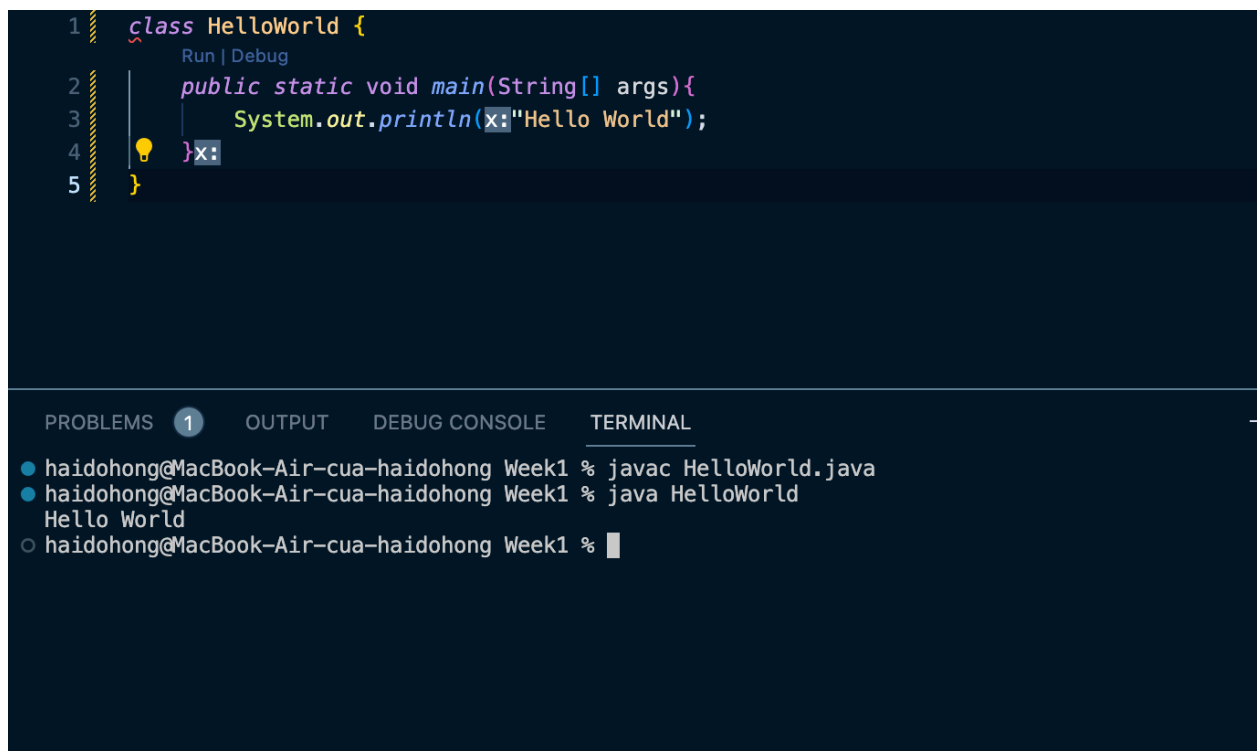 1 class HelloWorld {
Run | Debug
2 public static void main(String[] args){
3 System.out.println(x:"Hello World");
4 }x:
5 }
PROBLEMS 1 OUTPUT DEBUG CONSOLE TERMINAL
haidohong@MacBook-Air-cua-haidohong Week1 % javac HelloWorld.java
haidohong@MacBook-Air-cua-haidohong Week1 % java HelloWorld
Hello World
haidohong@MacBook-Air-cua-haidohong Week1 %